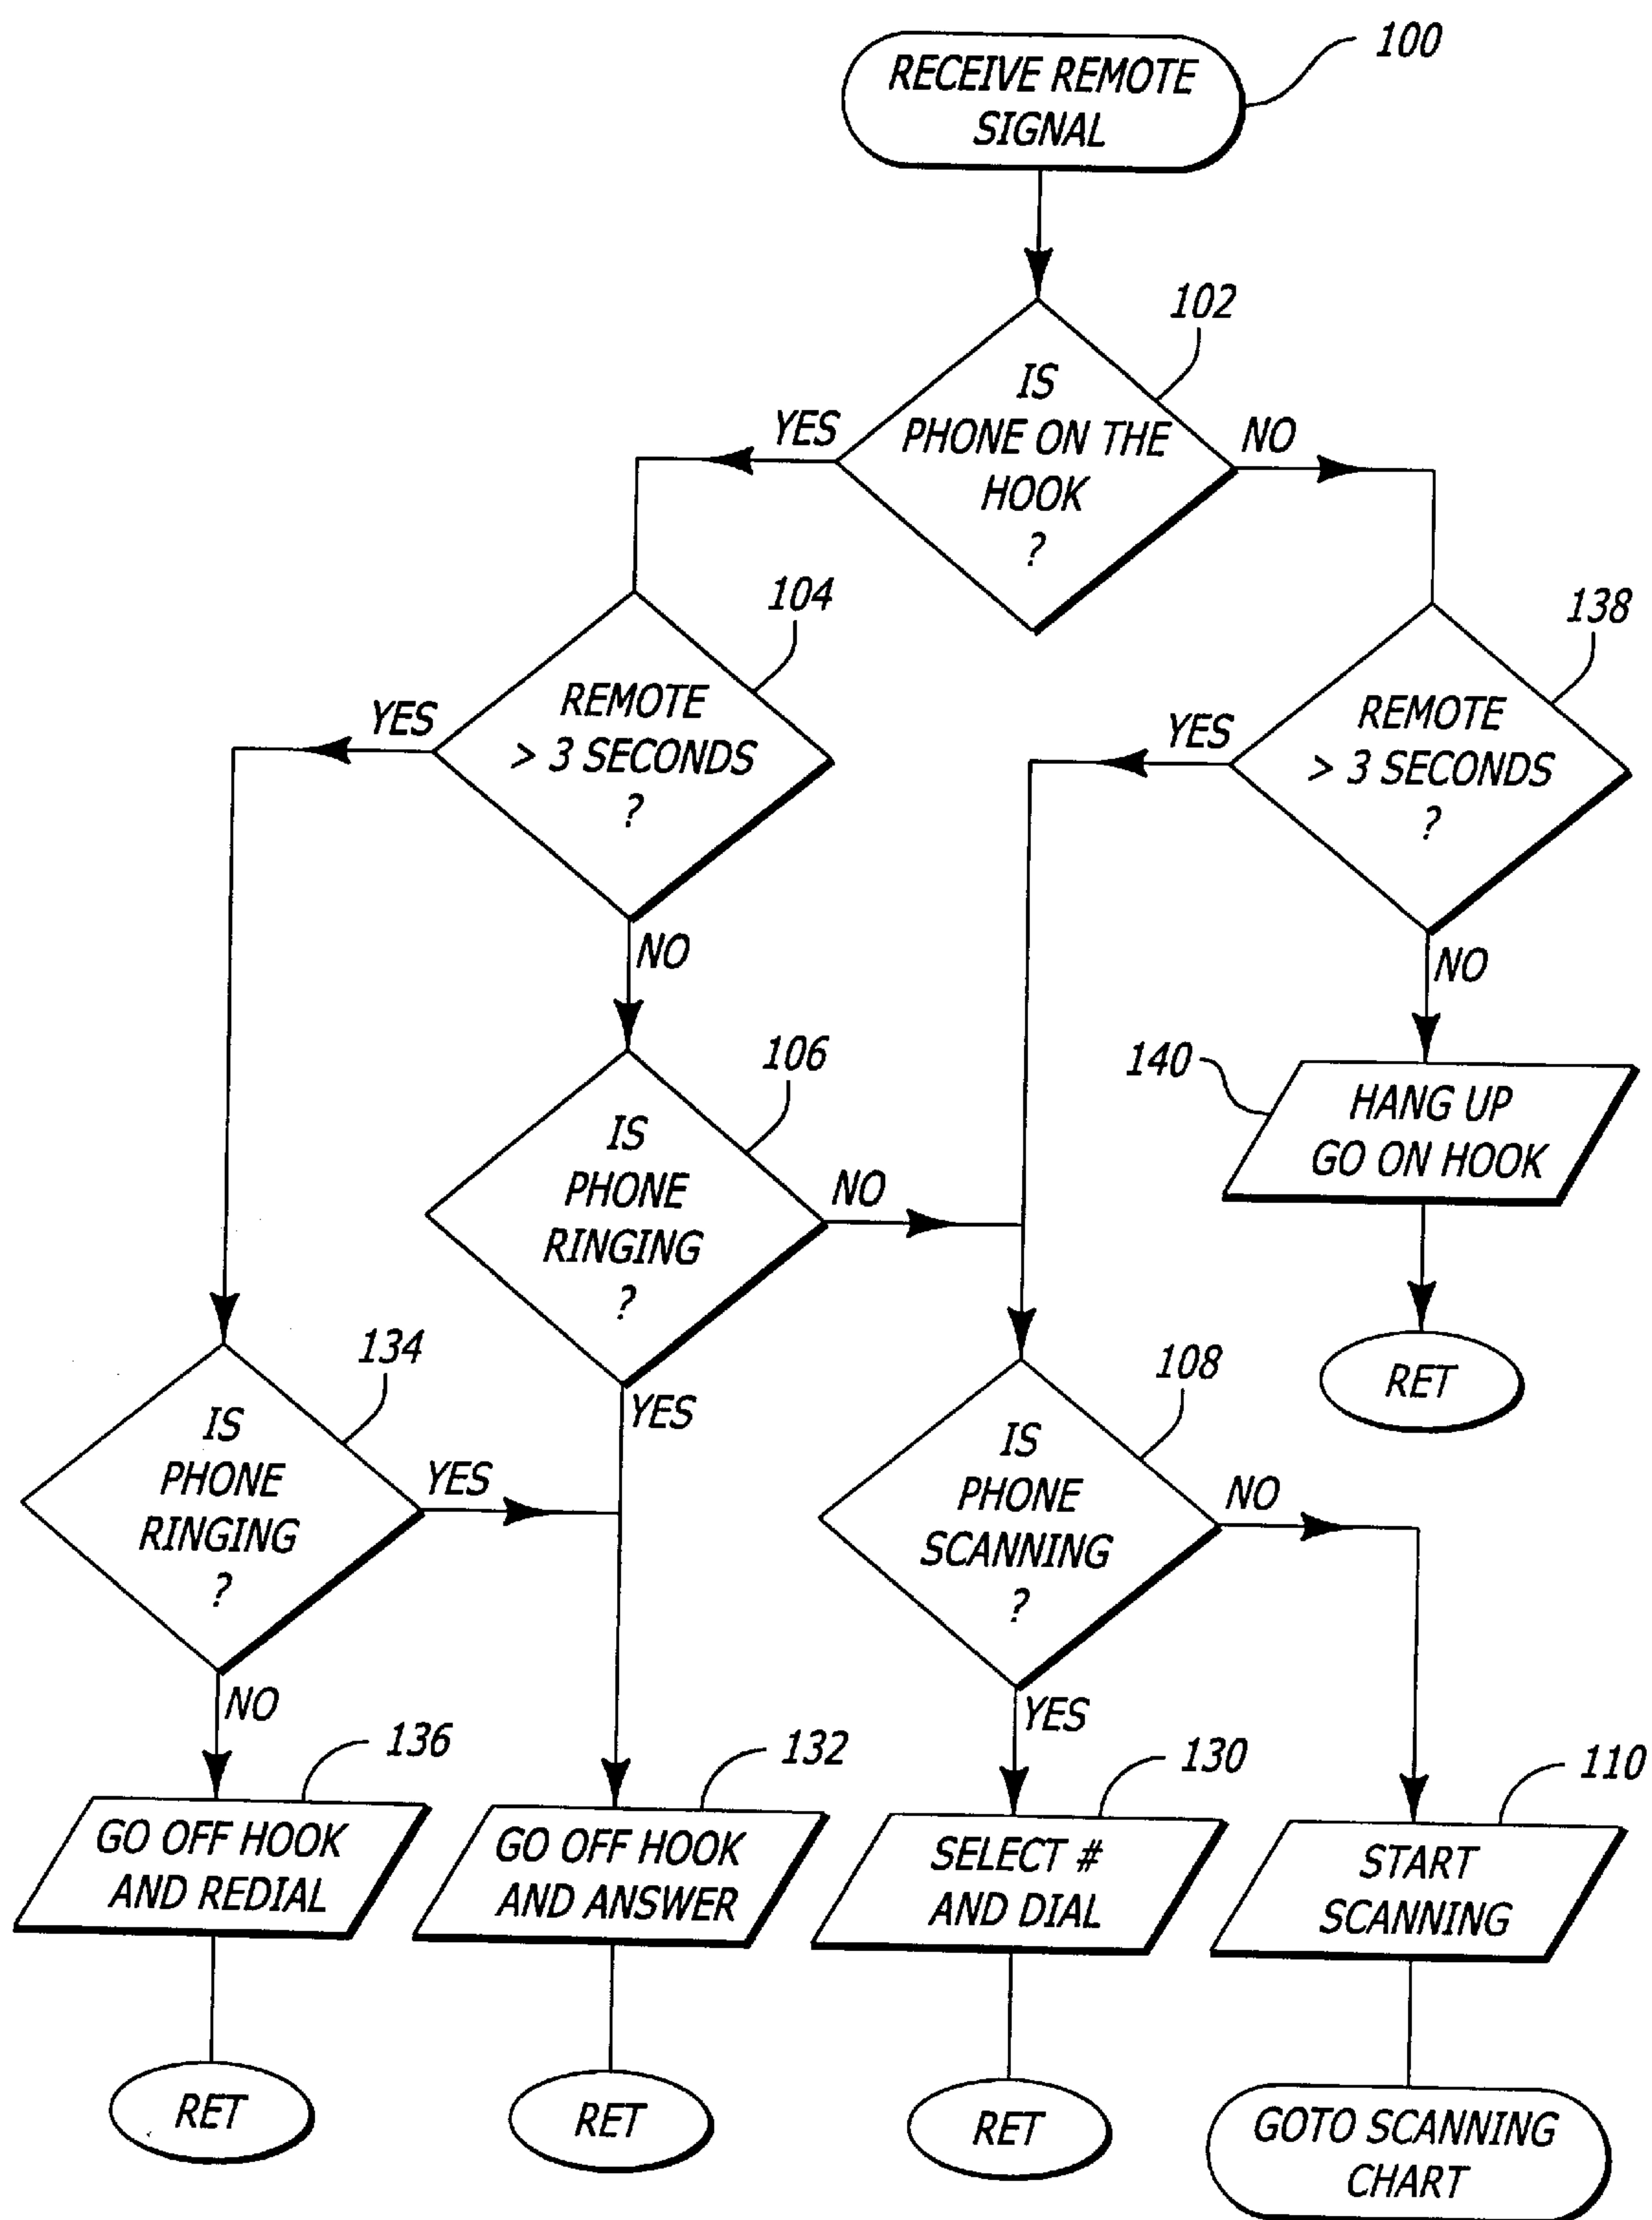 100
RECEIVE REMOTE
SIGNAL
102
IS
PHONE ON THE
HOOK
?
YES
NO
104
REMOTE
> 3 SECONDS
?
YES
NO
138
REMOTE
> 3 SECONDS
?
YES
NO
106
IS
PHONE
RINGING
?
NO
YES
140
HANG UP
GO ON HOOK
RET
134
IS
PHONE
RINGING
?
YES
NO
108
IS
PHONE
SCANNING
?
NO
YES
136
GO OFF HOOK
AND REDIAL
132
GO OFF HOOK
AND ANSWER
130
SELECT #
AND DIAL
110
START
SCANNING
RET
RET
RET
GOTO SCANNING
CHART